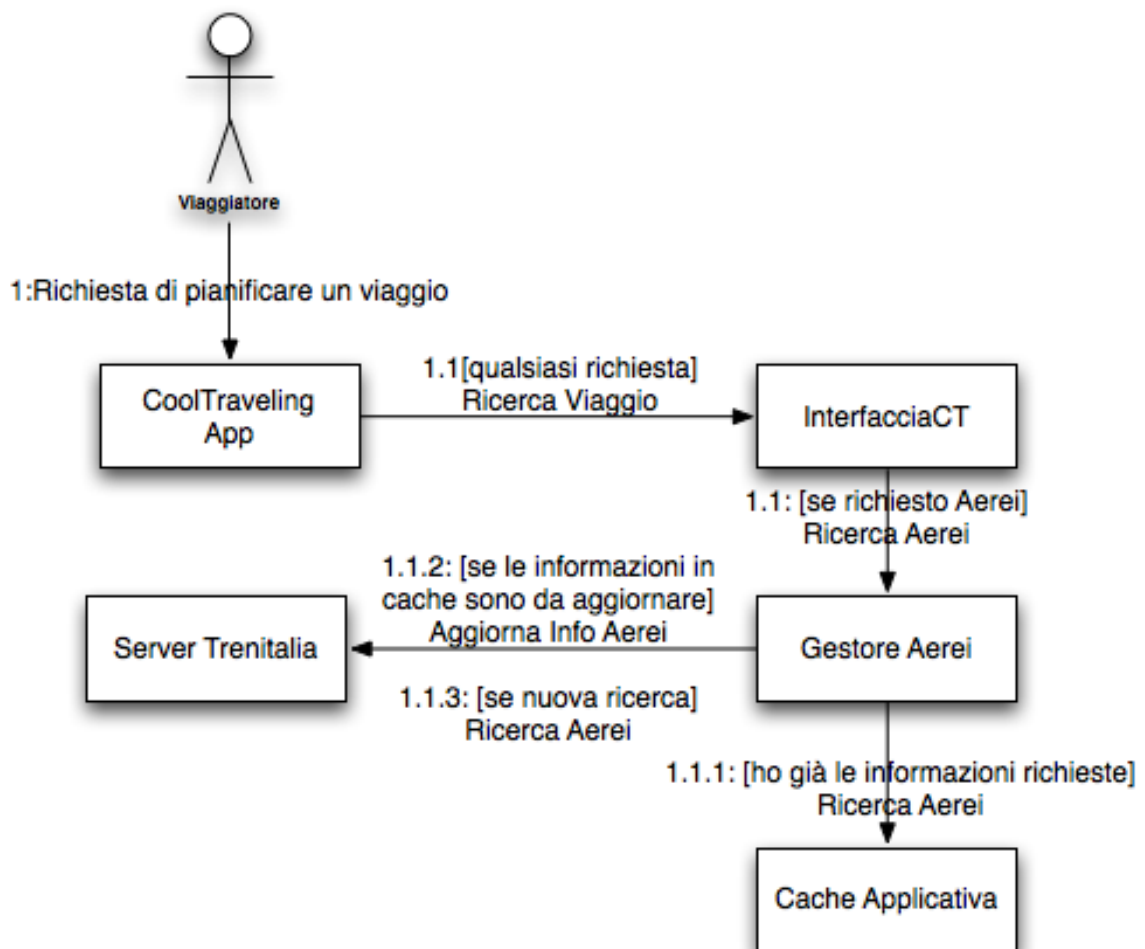 Viaggiatore
1:Richiesta di pianificare un viaggio
CoolTraveling
App
1.1[qualsiasi richiesta]
Ricerca Viaggio
InterfacciaCT
1.1: [se richiesto Aerei]
Ricerca Aerei
1.1.2: [se le informazioni in
cache sono da aggiornare]
Aggiorna Info Aerei
Server Trenitalia
Gestore Aerei
1.1.3: [se nuova ricerca]
Ricerca Aerei
1.1.1: [ho già le informazioni richieste]
Ricerca Aerei
Cache Applicativa